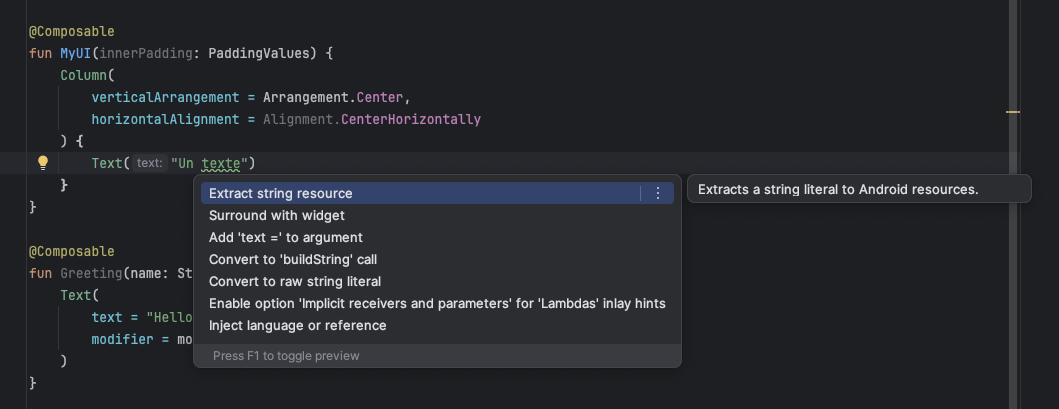 @Composable
fun MyUI(innerPadding: PaddingValues) {
Column(
verticalArrangement = Arrangement.Center,
horizontalAlignment = Alignment.CenterHorizontally
) {
Text( text: "Un texte")
}
}
Extract string resource
Extracts a string literal to Android resources.
Surround with widget
Add 'text =' to argument
Convert to 'buildString' call
Convert to raw string literal
Enable option 'Implicit receivers and parameters' for 'Lambdas' inlay hints
Inject language or reference
Press F1 to toggle preview
@Composable
fun Greeting(name: St
Text(
text = "Hello
modifier = mo
)
}